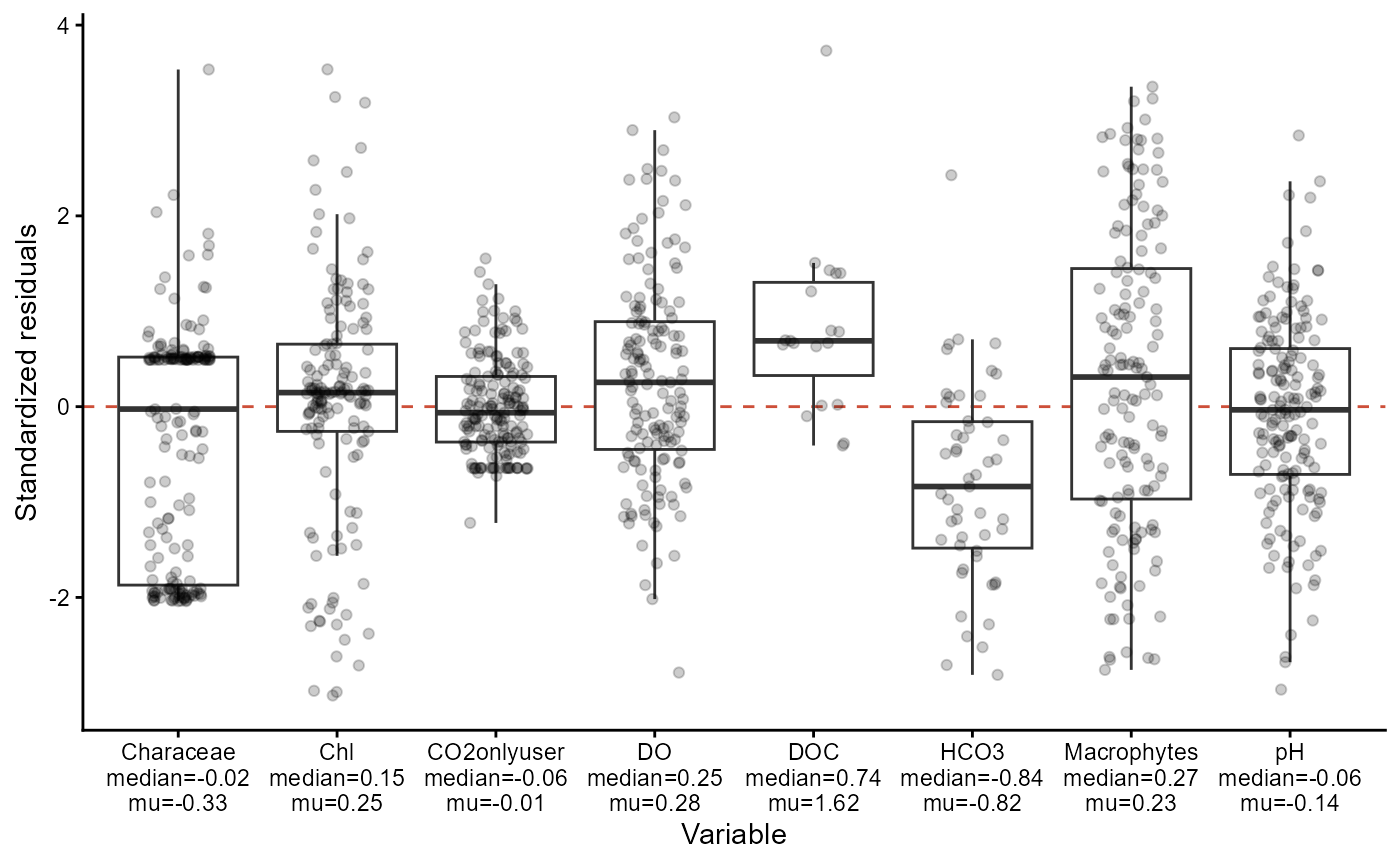 4
2
0
-2
Standardized residuals
Characeae Chl CO2onlyuser DO DOC HCO3 Macrophytes pH
median=-0.02 median=0.15 median=-0.06 median=0.25 median=0.74 median=-0.84 median=0.27 median=-0.06
mu=-0.33 mu=0.25 mu=-0.01 mu=0.28 mu=1.62 mu=-0.82 mu=0.23 mu=-0.14
Variable